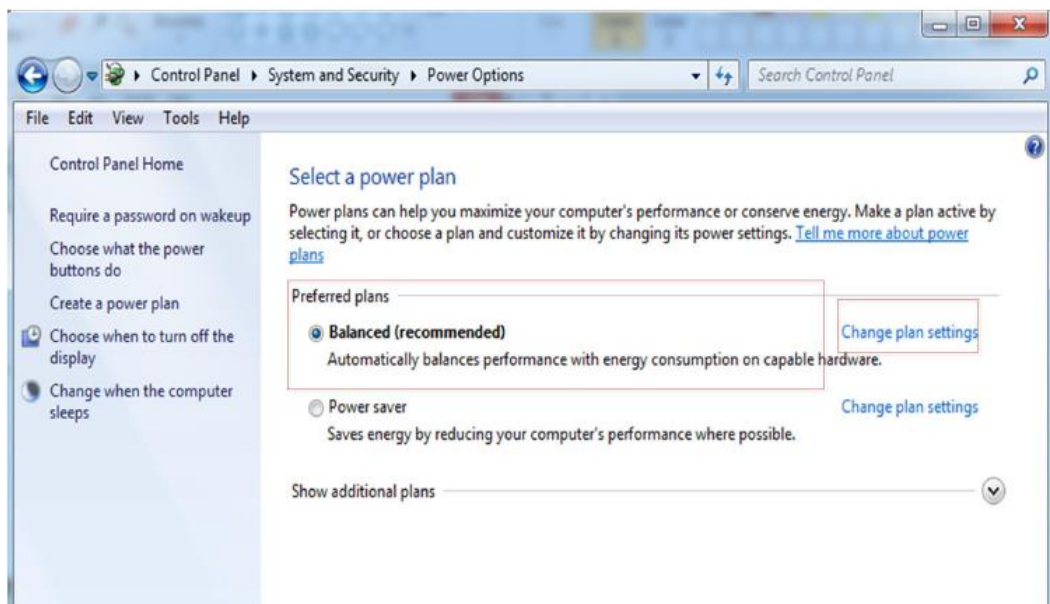 Control Panel System and Security Power Options
Search Control Panel
File Edit View Tools Help
Control Panel Home
Require a password on wakeup
Choose what the power
buttons do
Create a power plan
Choose when to turn off the
display
Change when the computer
sleeps
Select a power plan
Power plans can help you maximize your computer's performance or conserve energy. Make a plan active by
selecting it, or choose a plan and customize it by changing its power settings. Tell me more about power
plans
Preferred plans
Balanced (recommended) Change plan settings
Automatically balances performance with energy consumption on capable hardware.
Power saver Change plan settings
Saves energy by reducing your computer's performance where possible.
Show additional plans